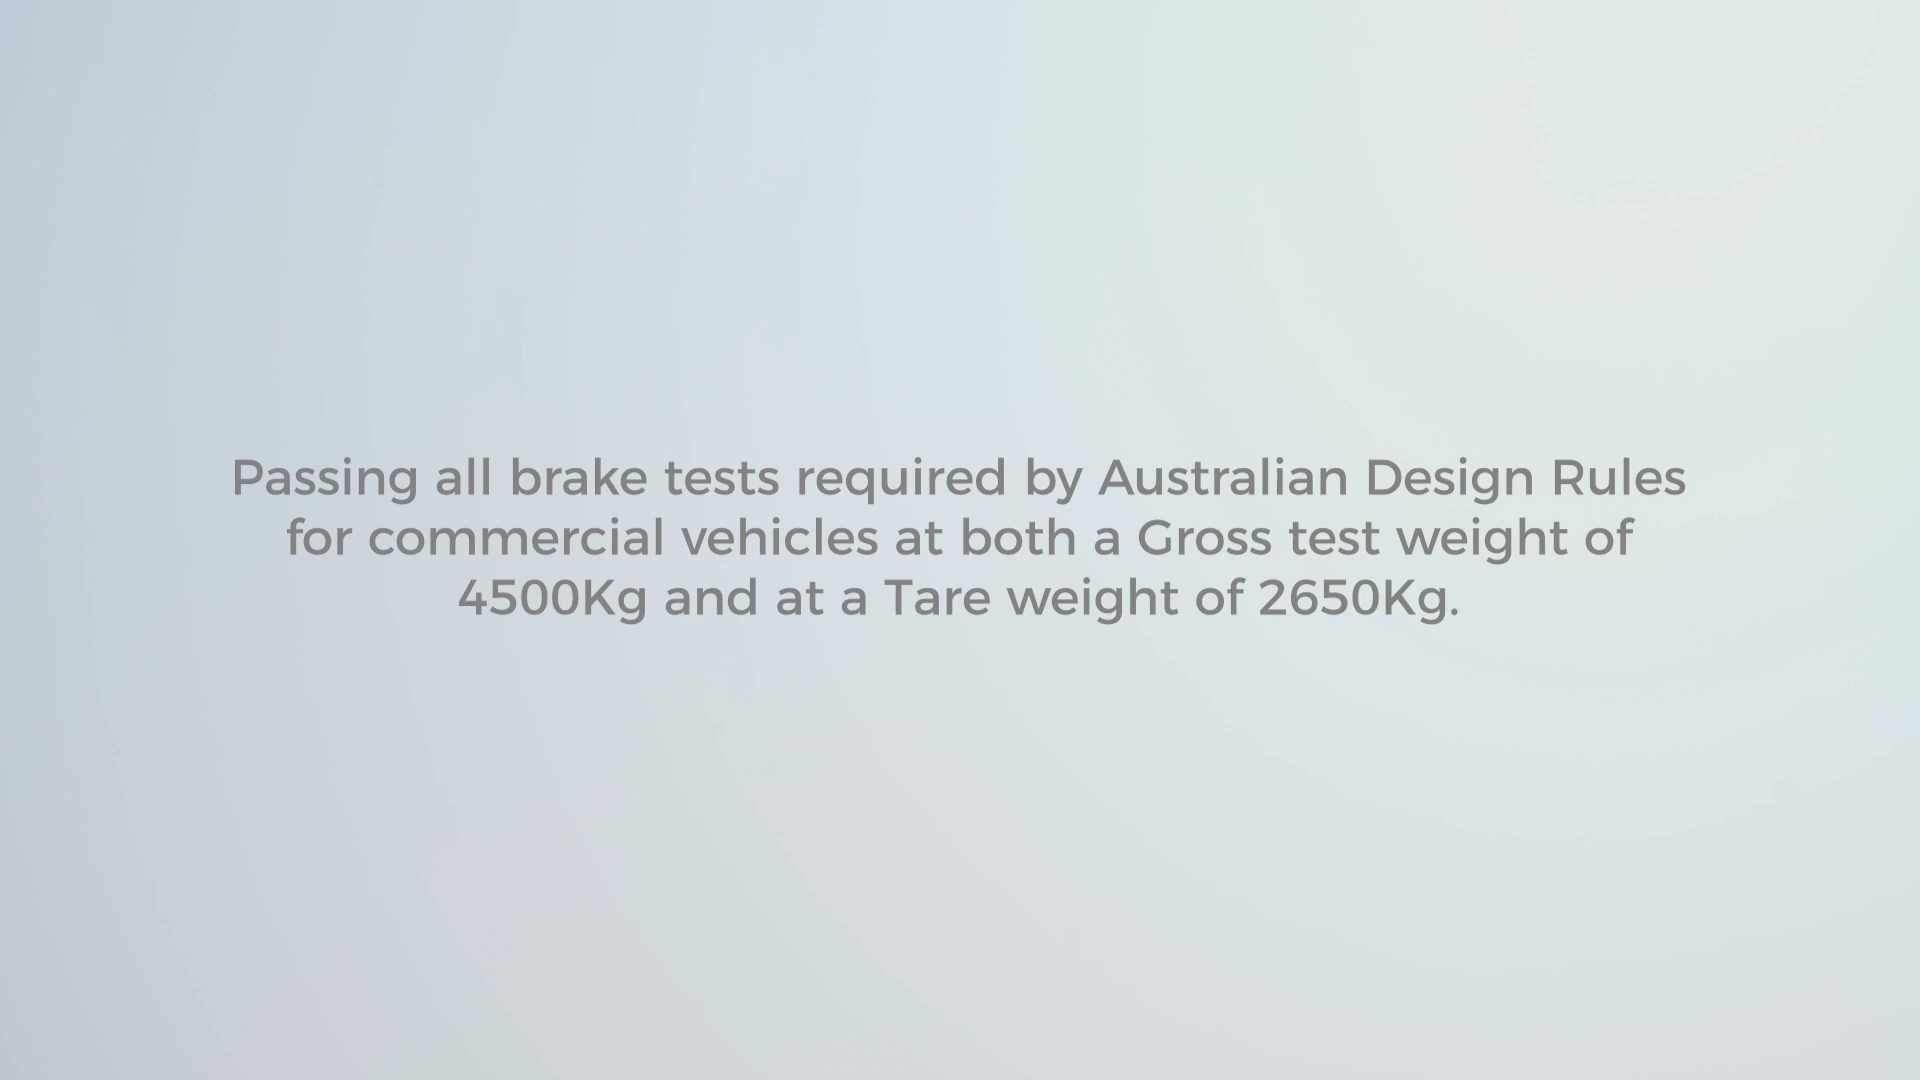 Passing all brake tests required by Australian Design Rules
for commercial vehicles at both a Gross test weight of
4500Kg and at a Tare weight of 2650Kg.